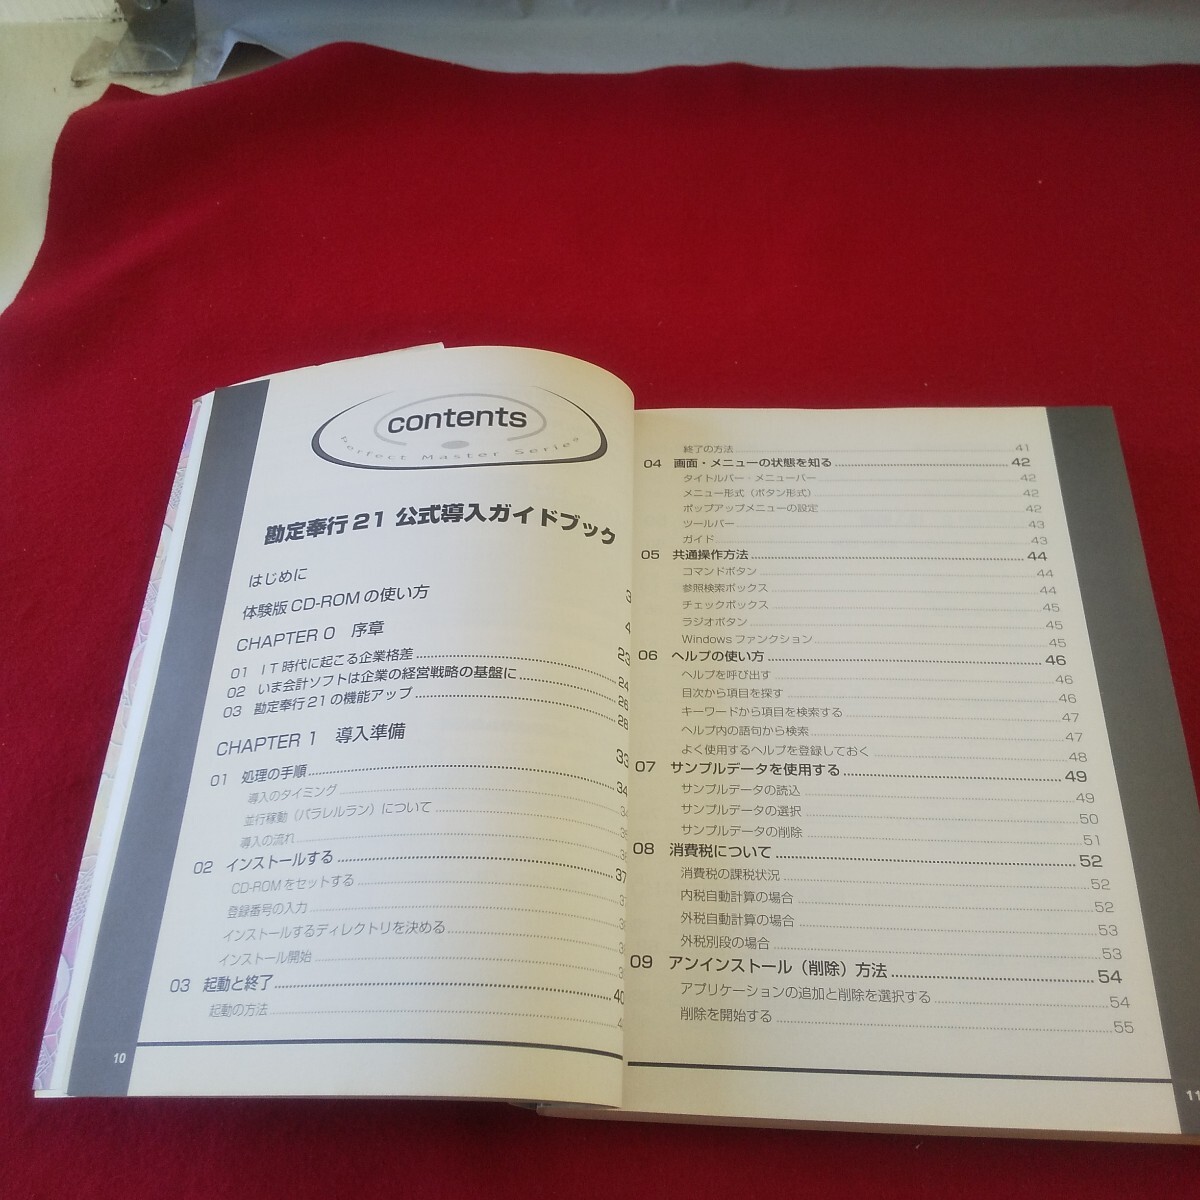 contents
Perfect Master Series
勘定奉行21 公式導入ガイドブック
はじめに 3
体験版CD-ROMの使い方 4
CHAPTER 0 序章 23
01 IT時代に起こる企業格差 24
02 いま会計ソフトは企業の経営戦略の基盤に 26
03 勘定奉行21の機能アップ 28
CHAPTER 1 導入準備 33
01 処理の手順 34
導入のタイミング
並行稼動（パラレルラン）について
導入の流れ
02 インストールする 37
CD-ROMをセットする
登録番号の入力
インストールするディレクトリを決める
インストール開始
03 起動と終了 40
起動の方法
10
終了の方法 41
04 画面・メニューの状態を知る 42
タイトルバー・メニューバー 42
メニュー形式（ボタン形式） 42
ポップアップメニューの設定 42
ツールバー 43
ガイド 43
05 共通操作方法 44
コマンドボタン 44
参照検索ボックス 44
チェックボックス 45
ラジオボタン 45
Windowsファンクション 45
06 ヘルプの使い方 46
ヘルプを呼び出す 46
目次から項目を探す 46
キーワードから項目を検索する 47
ヘルプ内の語句から検索 47
よく使用するヘルプを登録しておく 48
07 サンプルデータを使用する 49
サンプルデータの読込 49
サンプルデータの選択 50
サンプルデータの削除 51
08 消費税について 52
消費税の課税状況 52
内税自動計算の場合 52
外税自動計算の場合 53
外税別段の場合 53
09 アンインストール（削除）方法 54
アプリケーションの追加と削除を選択する 54
削除を開始する 55
11